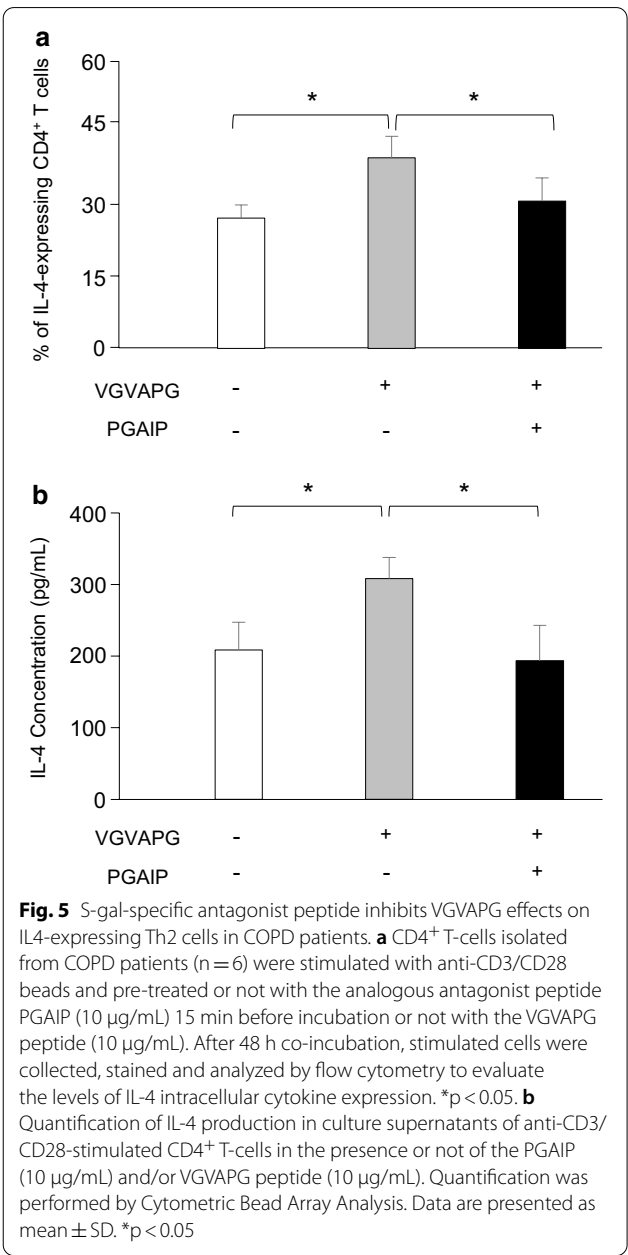 a
% of IL-4-expressing CD4⁺ T cells
60
45
30
15
0
* *
VGVAPG - + +
PGAIP - - +
b
IL-4 Concentration (pg/mL)
400
300
200
100
0
* *
VGVAPG - + +
PGAIP - - +
Fig. 5 S-gal-specific antagonist peptide inhibits VGVAPG effects on
IL4-expressing Th2 cells in COPD patients. a CD4⁺ T-cells isolated
from COPD patients (n = 6) were stimulated with anti-CD3/CD28
beads and pre-treated or not with the analogous antagonist peptide
PGAIP (10 µg/mL) 15 min before incubation or not with the VGVAPG
peptide (10 µg/mL). After 48 h co-incubation, stimulated cells were
collected, stained and analyzed by flow cytometry to evaluate
the levels of IL-4 intracellular cytokine expression. *p < 0.05. b
Quantification of IL-4 production in culture supernatants of anti-CD3/
CD28-stimulated CD4⁺ T-cells in the presence or not of the PGAIP
(10 µg/mL) and/or VGVAPG peptide (10 µg/mL). Quantification was
performed by Cytometric Bead Array Analysis. Data are presented as
mean ± SD. *p < 0.05